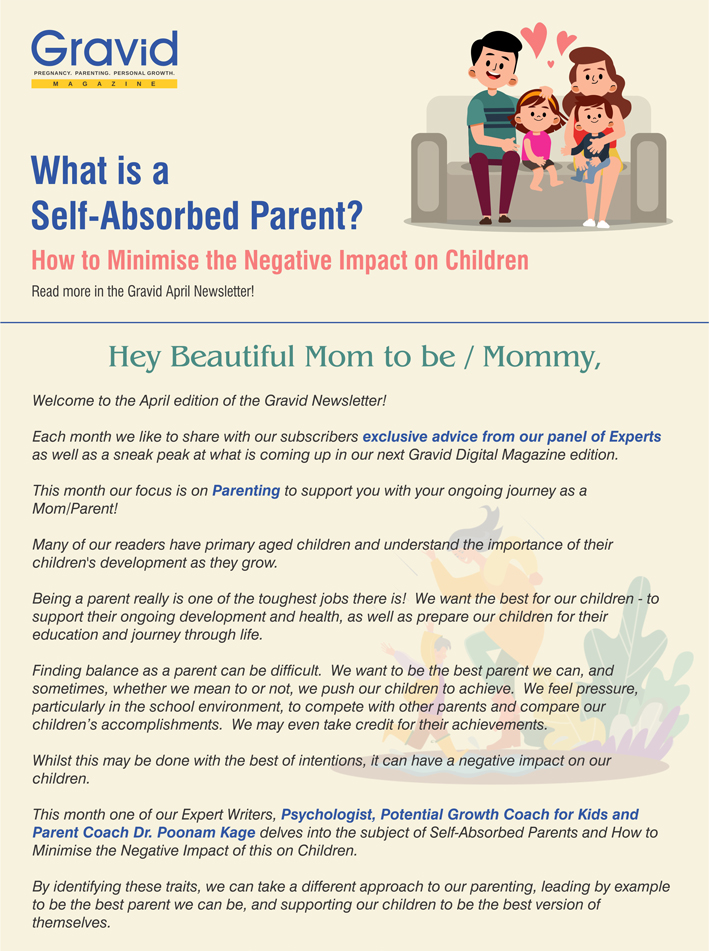 Gravid
PREGNANCY. PARENTING. PERSONAL GROWTH.
MAGAZINE
What is a
Self-Absorbed Parent?
How to Minimise the Negative Impact on Children
Read more in the Gravid April Newsletter!
Hey Beautiful Mom to be / Mommy,
Welcome to the April edition of the Gravid Newsletter!
Each month we like to share with our subscribers exclusive advice from our panel of Experts
as well as a sneak peak at what is coming up in our next Gravid Digital Magazine edition.
This month our focus is on Parenting to support you with your ongoing journey as a
Mom/Parent!
Many of our readers have primary aged children and understand the importance of their
children's development as they grow.
Being a parent really is one of the toughest jobs there is!  We want the best for our children - to
support their ongoing development and health, as well as prepare our children for their
education and journey through life.
Finding balance as a parent can be difficult.  We want to be the best parent we can, and
sometimes, whether we mean to or not, we push our children to achieve.  We feel pressure,
particularly in the school environment, to compete with other parents and compare our
children's accomplishments.  We may even take credit for their achievements.
Whilst this may be done with the best of intentions, it can have a negative impact on our
children.
This month one of our Expert Writers, Psychologist, Potential Growth Coach for Kids and
Parent Coach Dr. Poonam Kage delves into the subject of Self-Absorbed Parents and How to
Minimise the Negative Impact of this on Children.
By identifying these traits, we can take a different approach to our parenting, leading by example
to be the best parent we can be, and supporting our children to be the best version of
themselves.